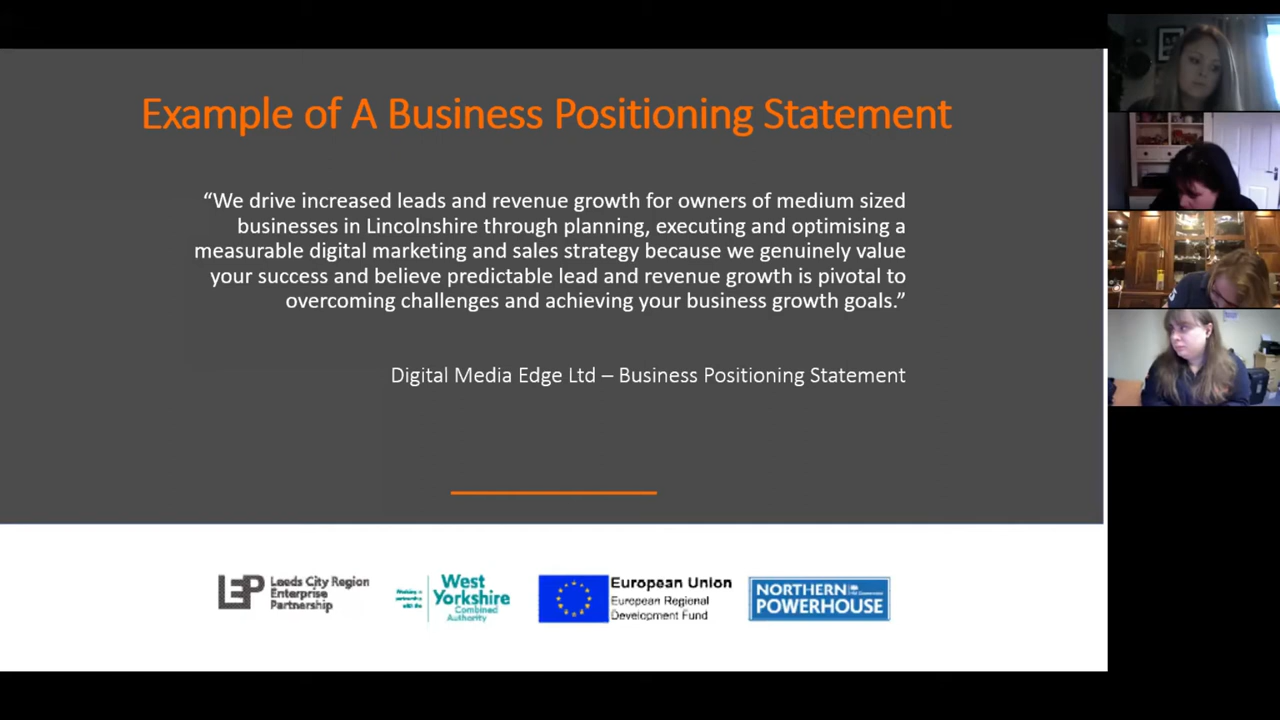 Example of A Business Positioning Statement
“We drive increased leads and revenue growth for owners of medium sized
businesses in Lincolnshire through planning, executing and optimising a
measurable digital marketing and sales strategy because we genuinely value
your success and believe predictable lead and revenue growth is pivotal to
overcoming challenges and achieving your business growth goals.”
Digital Media Edge Ltd – Business Positioning Statement
LEP
Leeds City Region
Enterprise
Partnership
West
Yorkshire
Combined
Authority
European Union
European Regional
Development Fund
NORTHERN
POWERHOUSE